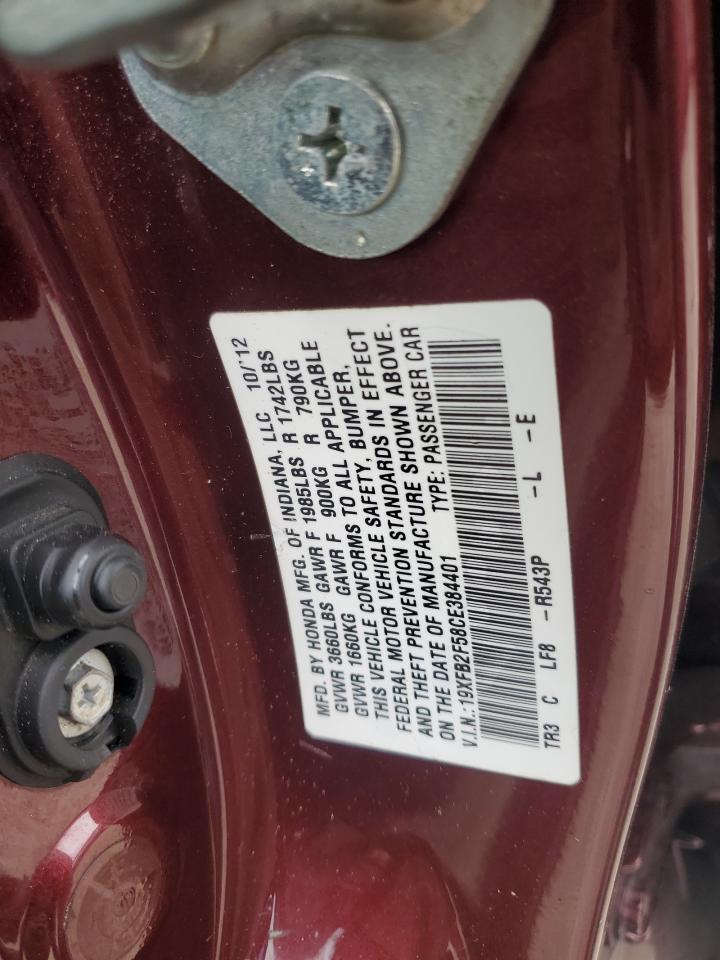 MFD. BY HONDA MFG. OF INDIANA, LLC 10/'12
GVWR 3660LBS GAWR F 1985LBS R 1742LBS
GVWR 1660KG GAWR F 900KG R 790KG
THIS VEHICLE CONFORMS TO ALL APPLICABLE
FEDERAL MOTOR VEHICLE SAFETY, BUMPER,
AND THEFT PREVENTION STANDARDS IN EFFECT
ON THE DATE OF MANUFACTURE SHOWN ABOVE.
V.I.N.: 19XFB2F58CE384401 TYPE: PASSENGER CAR
TR3 C LF8 -R543P -L -E